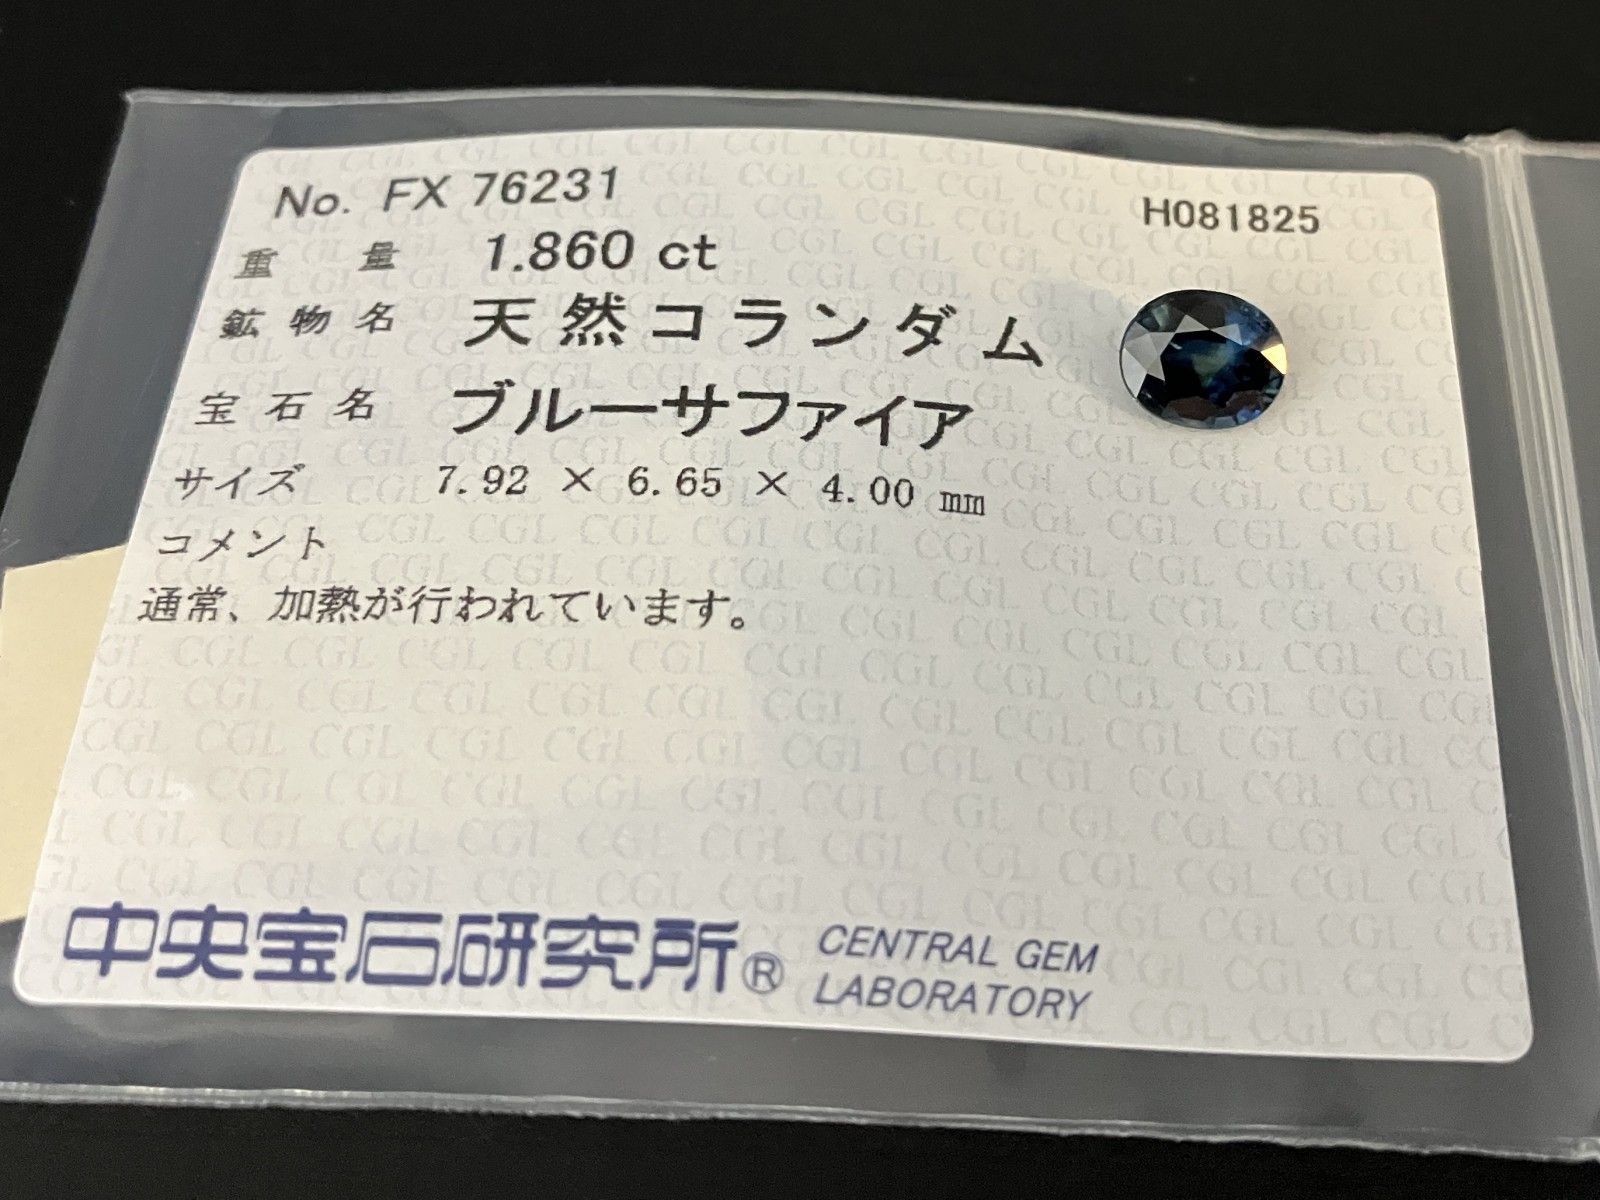 No. FX 76231
H081825
重量 1.860 ct
鉱物名 天然コランダム
宝石名 ブルーサファイア
サイズ 7.92 × 6.65 × 4.00 mm
コメント
通常、加熱が行われています。
中央宝石研究所® CENTRAL GEM
LABORATORY